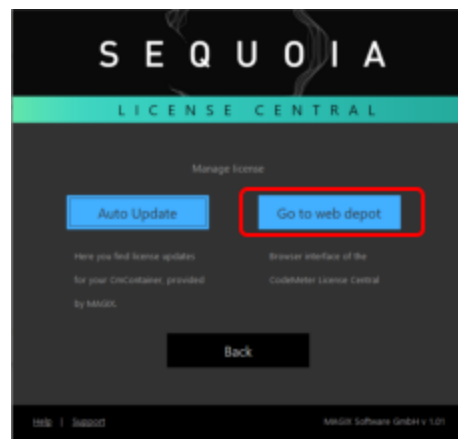 SEQUOIA
LICENSE CENTRAL
Manage license
Auto Update
Go to web depot
Here you find license updates
for your CmContainer, provided
by MAGIX.
Browser interface of the
CodeMeter License Central
Back
Help | Support
MAGIX Software GmbH v 1.01